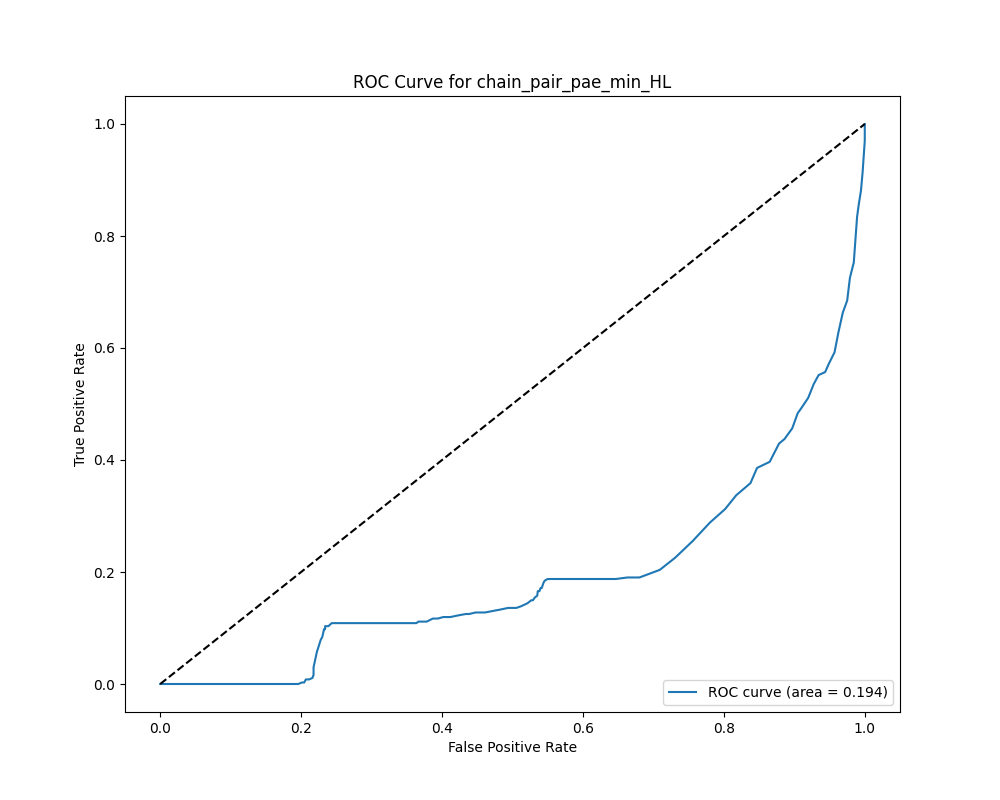 ROC Curve for chain_pair_pae_min_HL
True Positive Rate
1.0
0.8
0.6
0.4
0.2
0.0
ROC curve (area = 0.194)
0.0 0.2 0.4 0.6 0.8 1.0
False Positive Rate